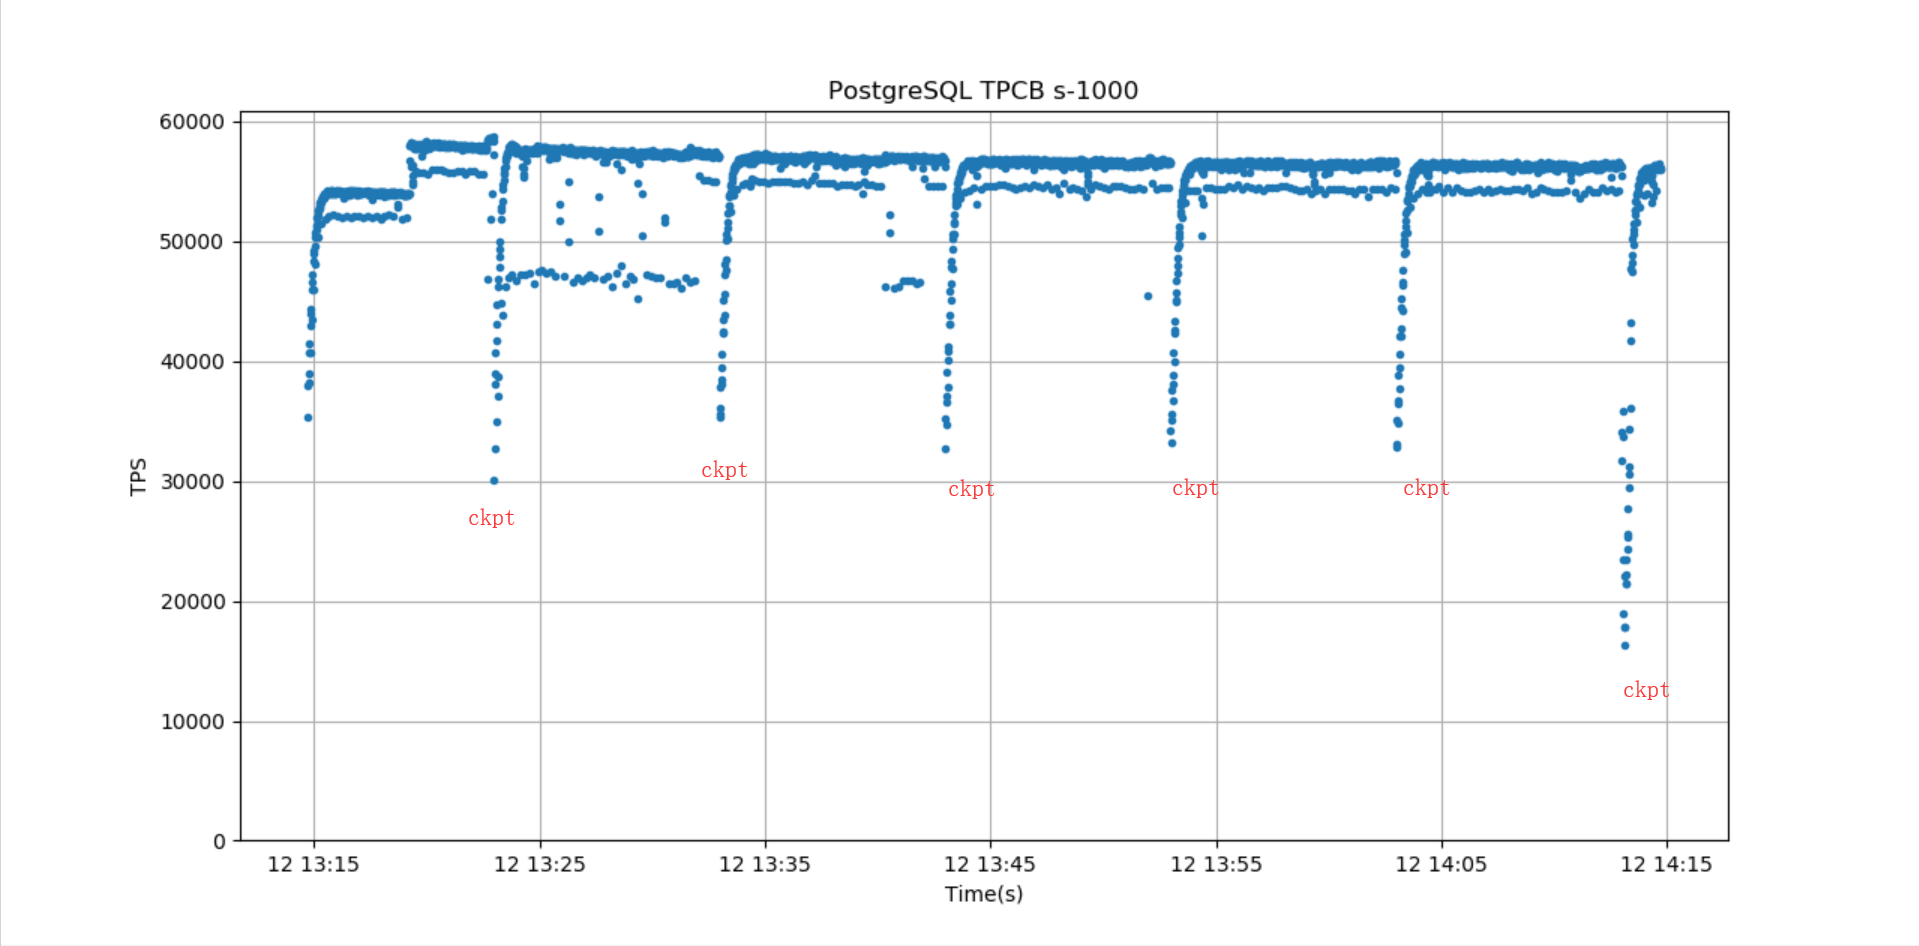 PostgreSQL TPCB s-1000
60000
50000
40000
30000
20000
10000
0
TPS
ckpt
ckpt
ckpt
ckpt
ckpt
ckpt
12 13:15
12 13:25
12 13:35
12 13:45
12 13:55
12 14:05
12 14:15
Time(s)